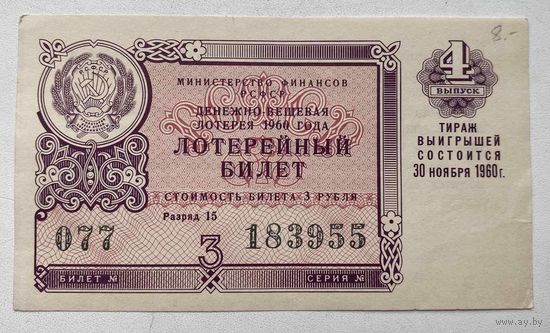 8.-
МИНИСТЕРСТВО ФИНАНСОВ
РСФСР
ДЕНЕЖНО-ВЕЩЕВАЯ
ЛОТЕРЕЯ 1960 ГОДА
ЛОТЕРЕЙНЫЙ
БИЛЕТ
СТОИМОСТЬ БИЛЕТА 3 РУБЛЯ
Разряд 15
077
3
183955
БИЛЕТ №
СЕРИЯ №
4
ВЫПУСК
ТИРАЖ
ВЫИГРЫШЕЙ
СОСТОИТСЯ
30 НОЯБРЯ 1960 г.
www.ay.by